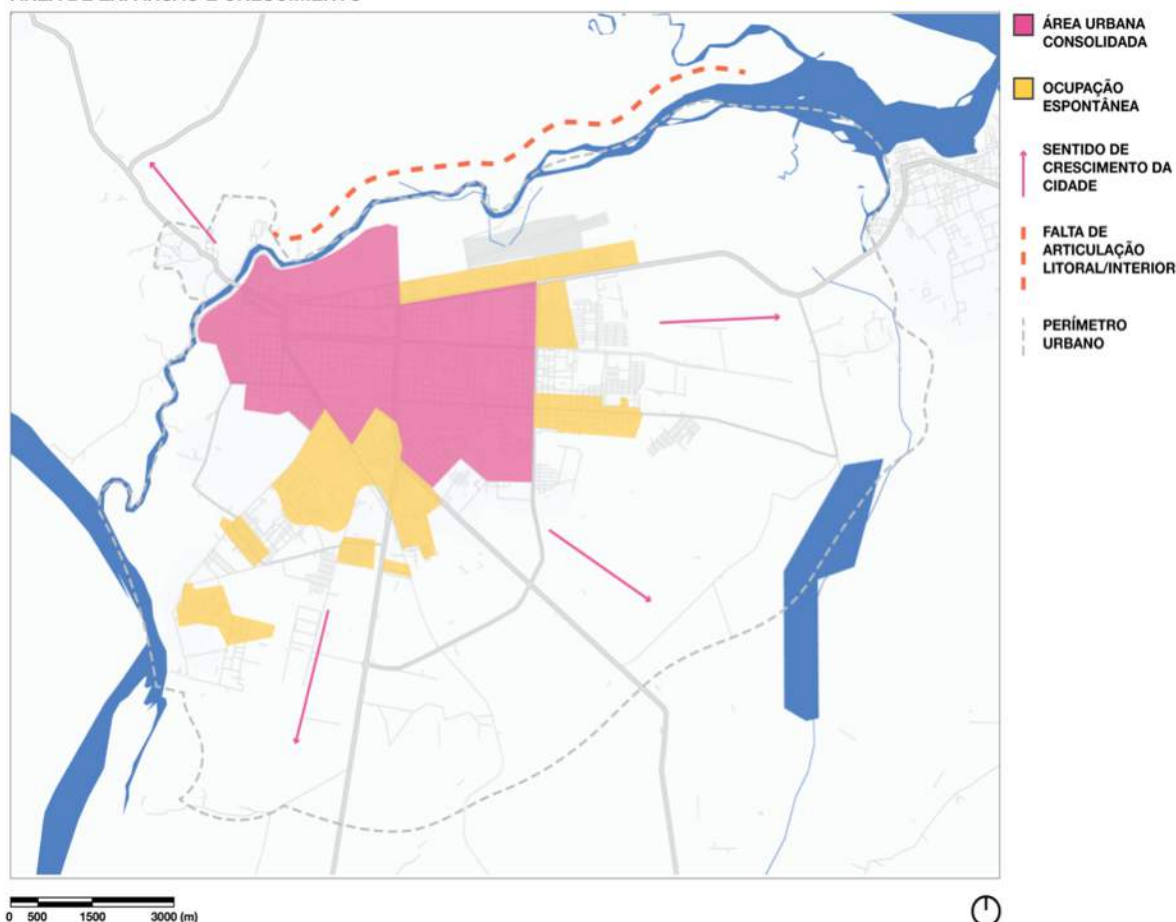 ÁREA URBANA
CONSOLIDADA
OCUPAÇÃO
ESPONTÂNEA
SENTIDO DE
CRESCIMENTO DA
CIDADE
FALTA DE
ARTICULAÇÃO
LITORAL/INTERIOR
PERÍMETRO
URBANO
0 500 1500 3000 (m)